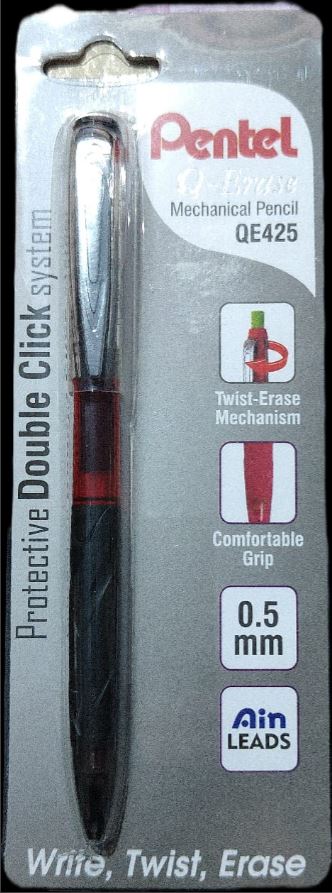 Pentel
Q-Erase
Mechanical Pencil
QE425
Protective Double Click system
Twist-Erase
Mechanism
Comfortable
Grip
0.5
mm
Ain
LEADS
Write, Twist, Erase